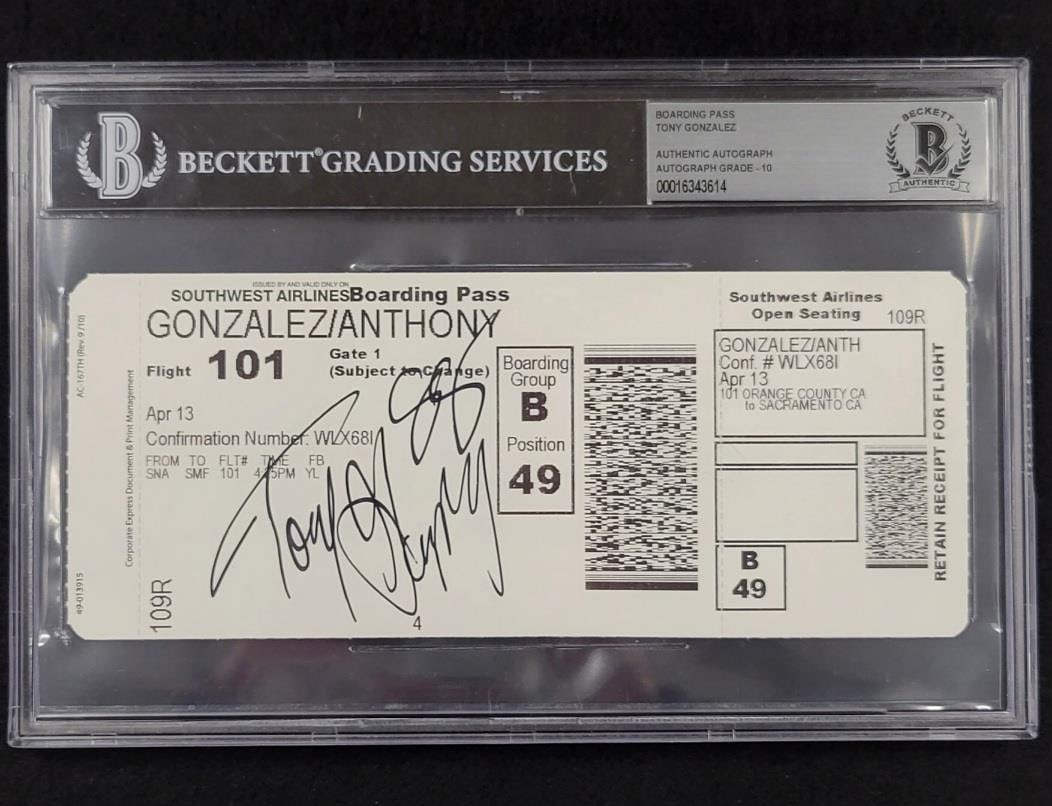 BECKETT® GRADING SERVICES
BOARDING PASS
TONY GONZALEZ
AUTHENTIC AUTOGRAPH
AUTOGRAPH GRADE - 10
00016343614
BECKETT
B
AUTHENTIC
B
ISSUED BY AND VALID ONLY ON
SOUTHWEST AIRLINES Boarding Pass
GONZALEZ/ANTHONY
Flight 101
Gate 1
(Subject to Change)
Apr 13
Confirmation Number: WLX68I
FROM TO FLT# TIME FB
SNA SMF 101 4:25PM YL
Boarding
Group
B
Position
49
Tony
4
109R
AC-167TH (Rev. 9/10)
Corporate Express Document & Print Management
49-013915
Southwest Airlines
Open Seating
109R
GONZALEZ/ANTH
Conf. # WLX68I
Apr 13
101 ORANGE COUNTY CA
to SACRAMENTO CA
B
49
RETAIN RECEIPT FOR FLIGHT